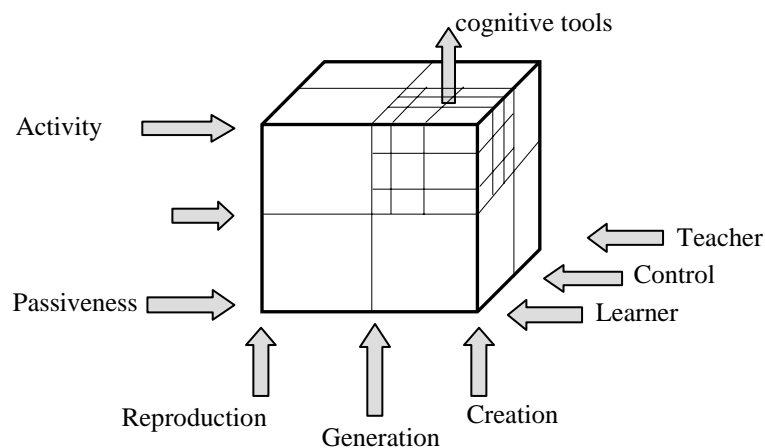 cognitive tools
Activity
Teacher
Control
Passiveness
Learner
Reproduction
Creation
Generation